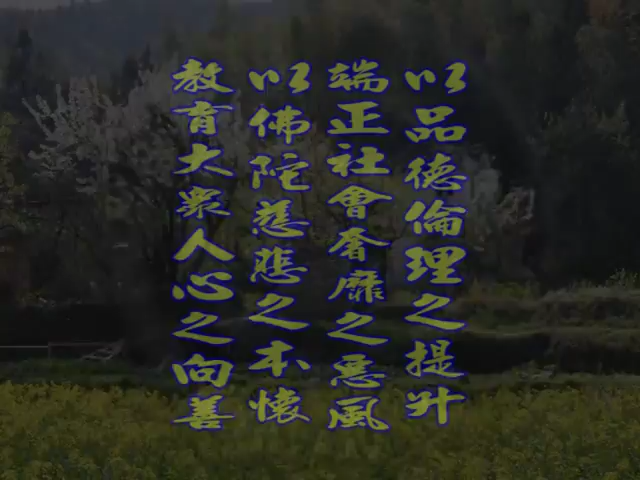 以品德倫理之提升
端正社會奢靡之惡風
以佛陀慈悲之本懷
教育大眾人心之向善